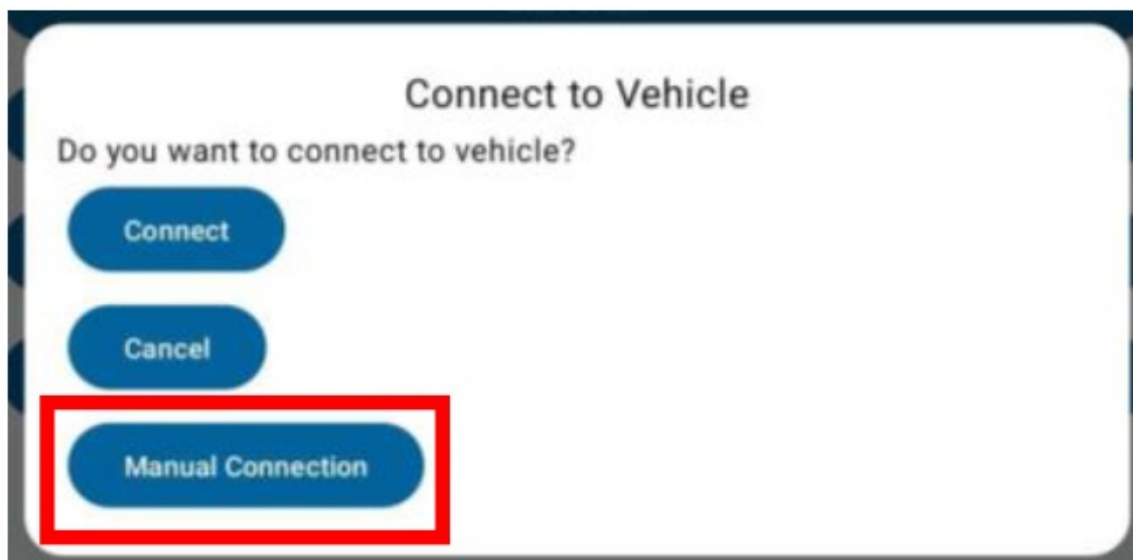 Connect to Vehicle
Do you want to connect to vehicle?
Connect
Cancel
Manual Connection